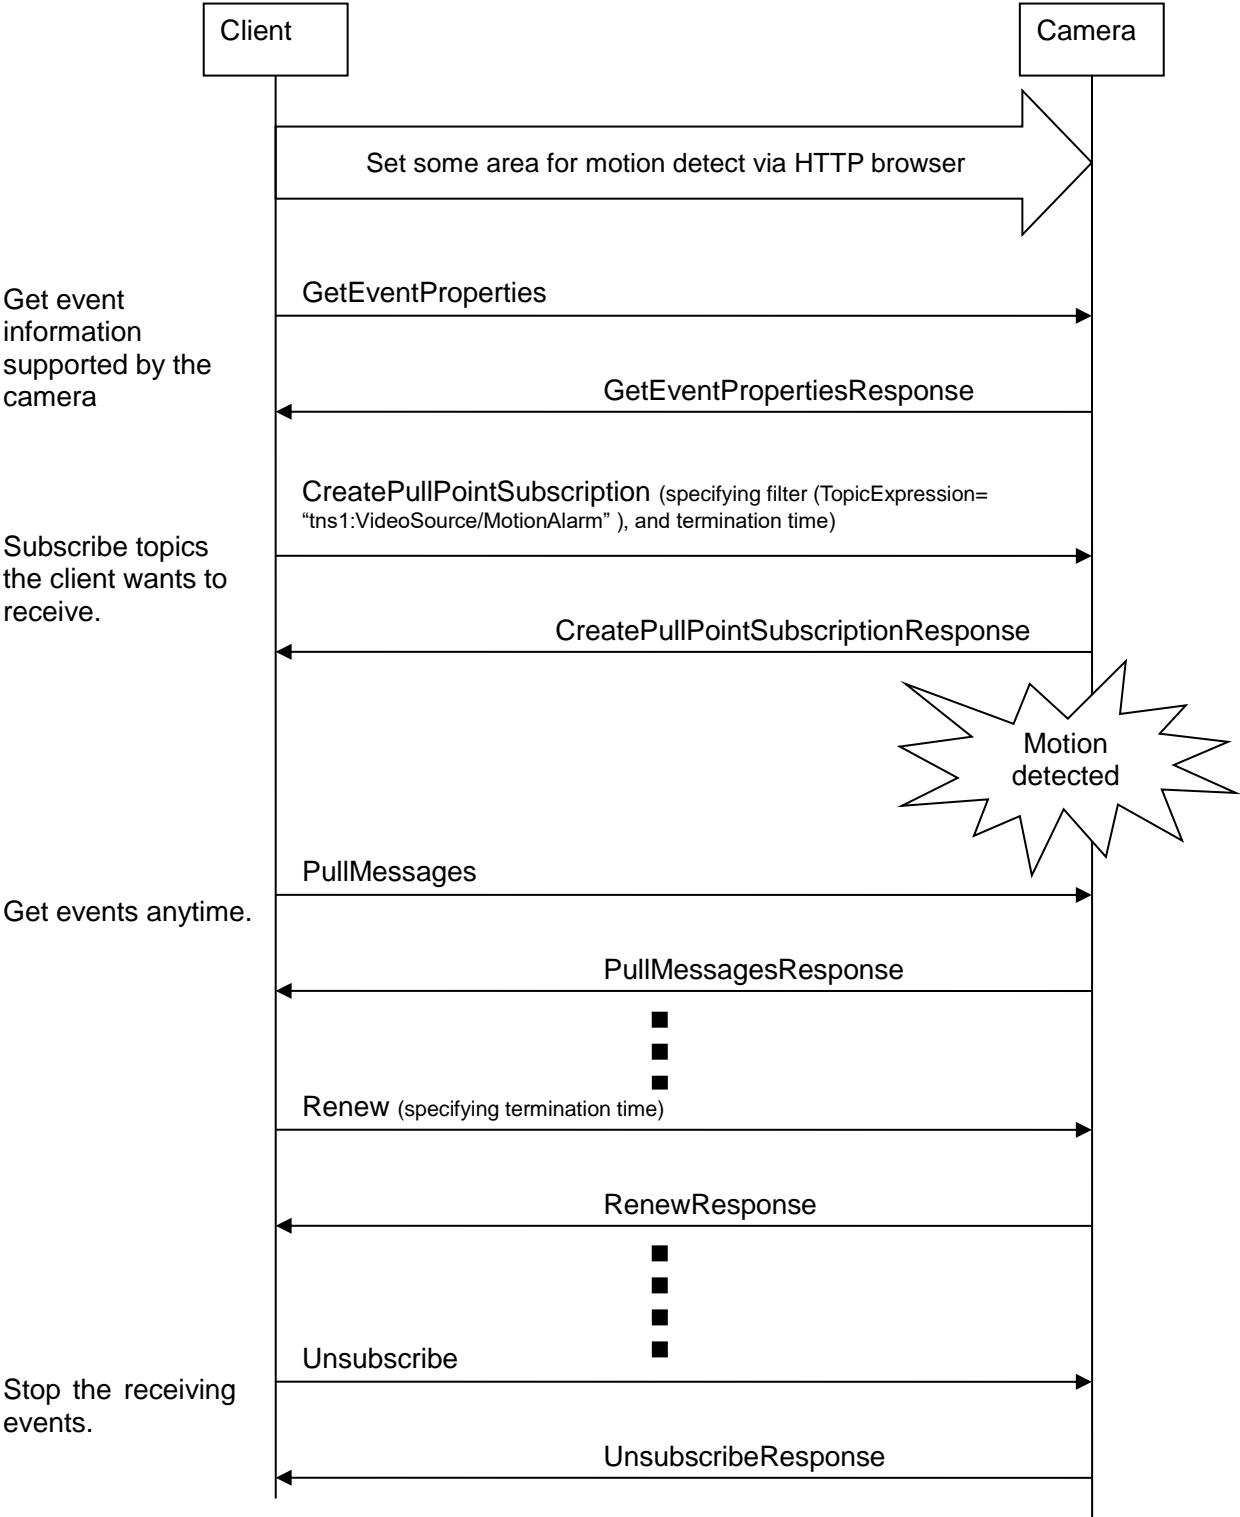 Client
Camera
Set some area for motion detect via HTTP browser
GetEventProperties
Get event
information
supported by the
camera
GetEventPropertiesResponse
CreatePullPointSubscription (specifying filter (TopicExpression=
“tns1:VideoSource/MotionAlarm” ), and termination time)
Subscribe topics
the client wants to
receive.
CreatePullPointSubscriptionResponse
Motion
detected
PullMessages
Get events anytime.
PullMessagesResponse
Renew (specifying termination time)
RenewResponse
Unsubscribe
Stop the receiving
events.
UnsubscribeResponse